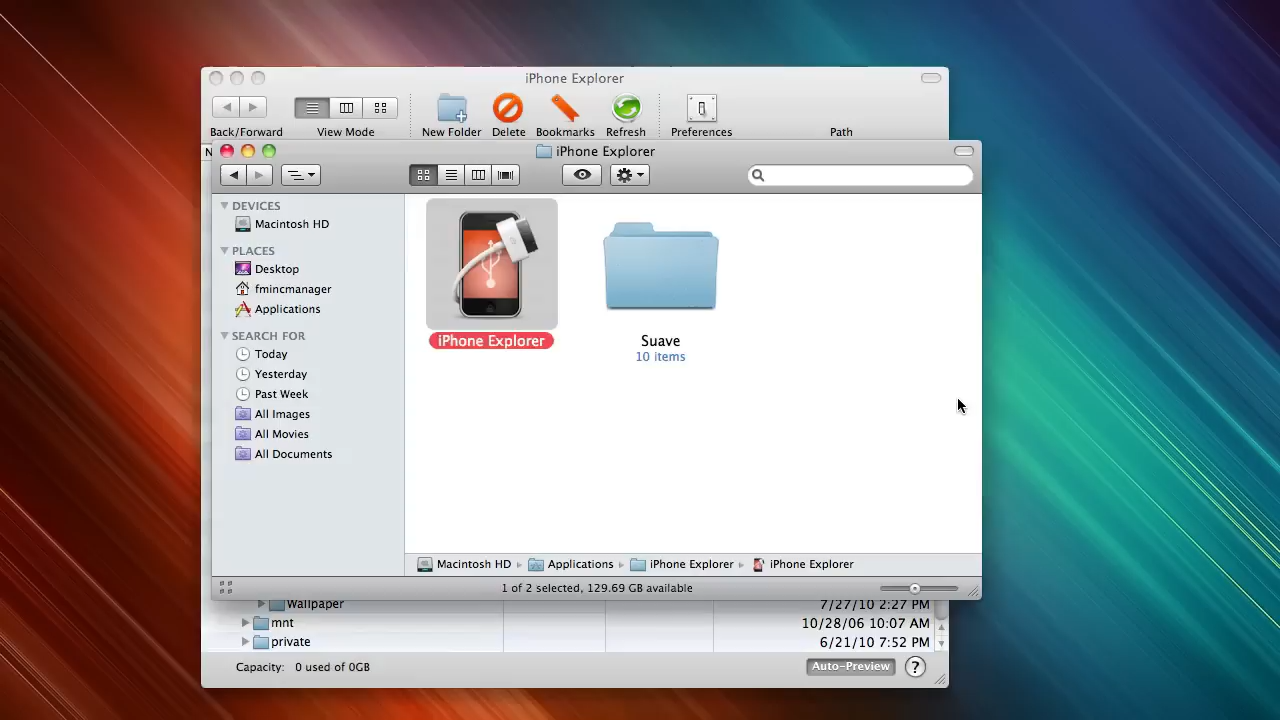 iPhone Explorer
Back/Forward View Mode New Folder Delete Bookmarks Refresh Preferences Path
N
iPhone Explorer
DEVICES
Macintosh HD
PLACES
Desktop
fmincmanager
Applications
SEARCH FOR
Today
Yesterday
Past Week
All Images
All Movies
All Documents
iPhone Explorer
Suave
10 items
Macintosh HD Applications iPhone Explorer iPhone Explorer
1 of 2 selected, 129.69 GB available
Wallpaper 7/27/10 2:27 PM
mnt 10/28/06 10:07 AM
private 6/21/10 7:52 PM
Capacity: 0 used of 0GB Auto-Preview ?